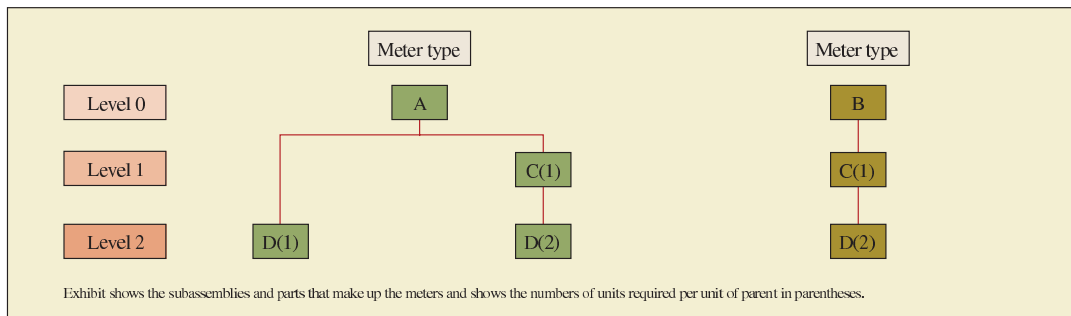 Meter type
Meter type
Level 0
A
B
Level 1
C(1)
C(1)
Level 2
D(1)
D(2)
D(2)
Exhibit shows the subassemblies and parts that make up the meters and shows the numbers of units required per unit of parent in parentheses.